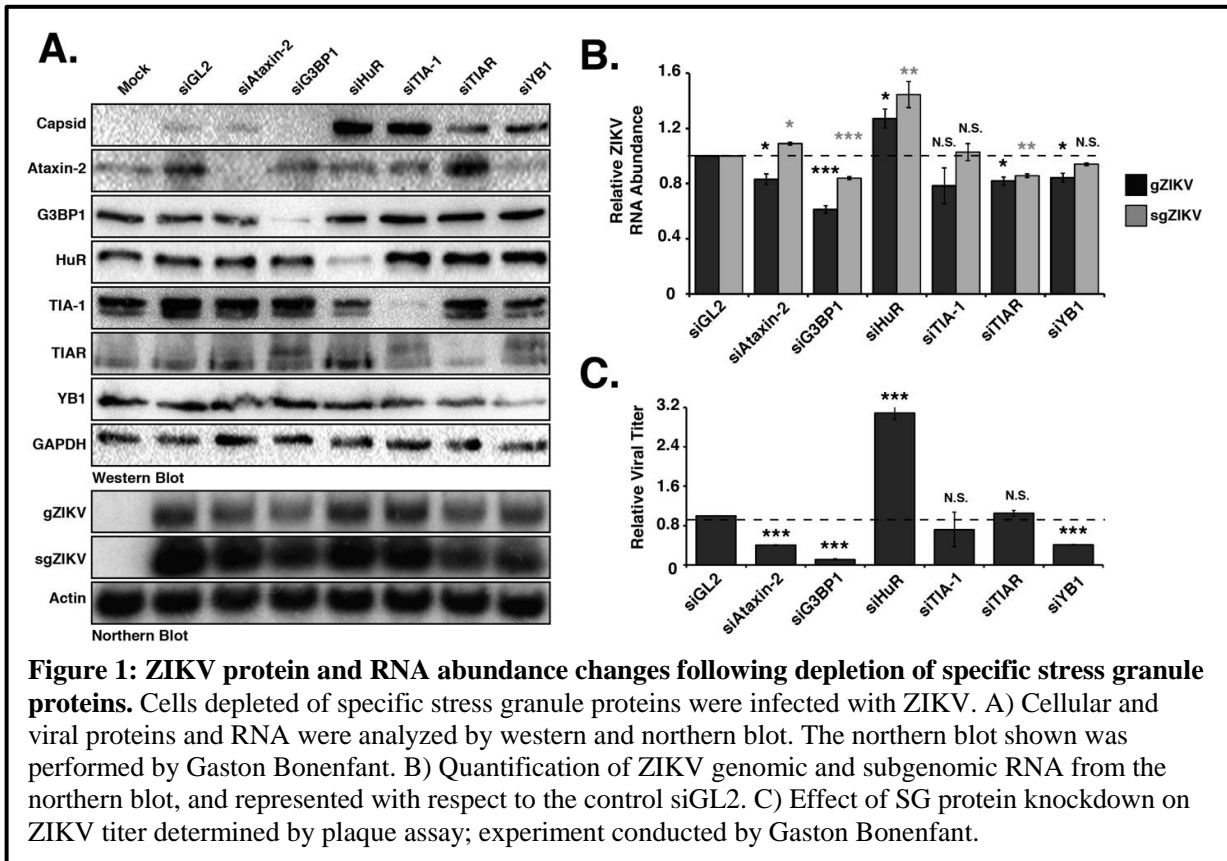 A.
Mock siGL2 siAtaxin-2 siG3BP1 siHuR siTIA-1 siTIAR siYB1
Capsid
Ataxin-2
G3BP1
HuR
TIA-1
TIAR
YB1
GAPDH
Western Blot
gZIKV
sgZIKV
Actin
Northern Blot
B.
Relative ZIKV
RNA Abundance
1.6
1.2
0.8
0.4
0
* * *** *** * ** N.S. N.S. * ** * N.S.
siGL2 siAtaxin-2 siG3BP1 siHuR siTIA-1 siTIAR siYB1
gZIKV
sgZIKV
C.
Relative Viral Titer
3.2
2.4
1.6
0.8
0
*** *** *** N.S. N.S. ***
siGL2 siAtaxin-2 siG3BP1 siHuR siTIA-1 siTIAR siYB1
Figure 1: ZIKV protein and RNA abundance changes following depletion of specific stress granule
proteins. Cells depleted of specific stress granule proteins were infected with ZIKV. A) Cellular and
viral proteins and RNA were analyzed by western and northern blot. The northern blot shown was
performed by Gaston Bonenfant. B) Quantification of ZIKV genomic and subgenomic RNA from the
northern blot, and represented with respect to the control siGL2. C) Effect of SG protein knockdown on
ZIKV titer determined by plaque assay; experiment conducted by Gaston Bonenfant.